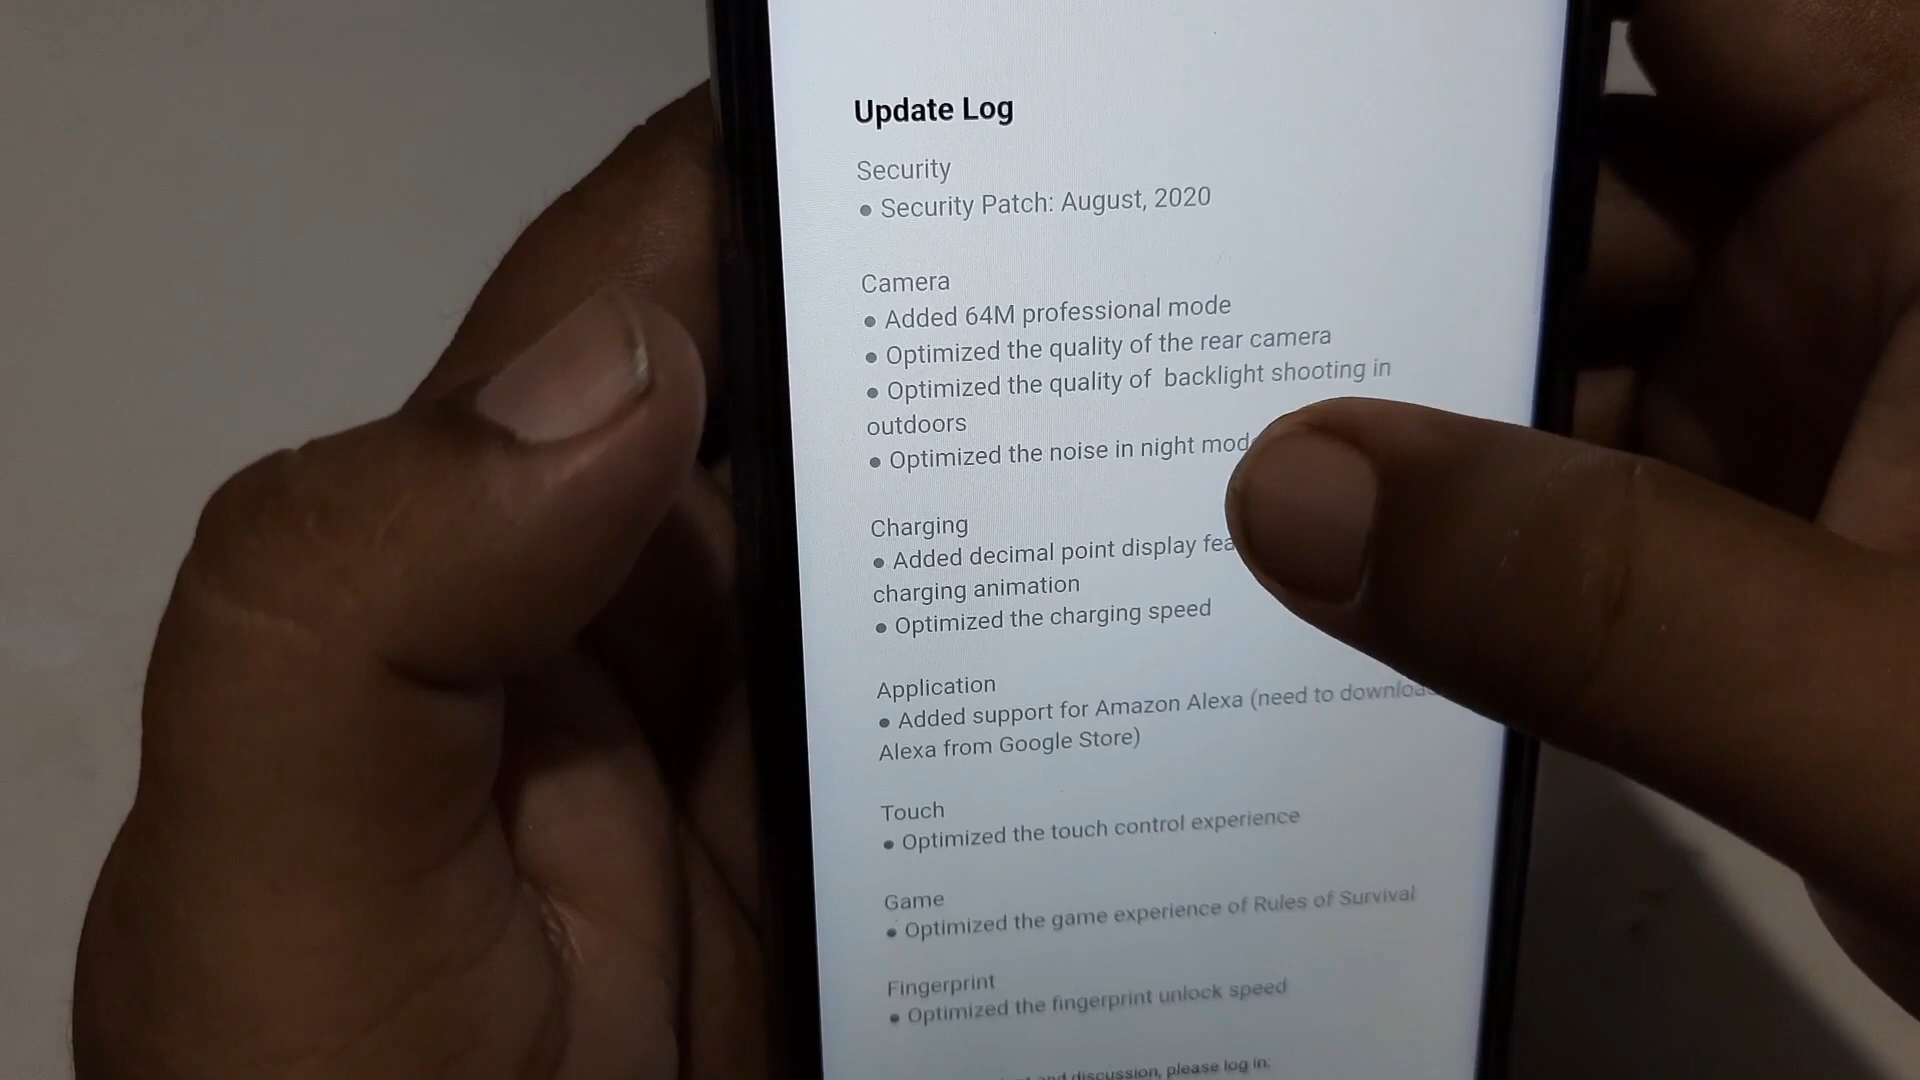 Update Log
Security
● Security Patch: August, 2020
Camera
● Added 64M professional mode
● Optimized the quality of the rear camera
● Optimized the quality of backlight shooting in
outdoors
● Optimized the noise in night
Charging
● Added decimal point display
charging animation
● Optimized the charging speed
Application
● Added support for Amazon Alexa (need to
Alexa from Google Store)
Touch
● Optimized the touch control experience
Game
● Optimized the game experience of Rules of Survival
Fingerprint
● Optimized the fingerprint unlock speed
discussion, please log in: